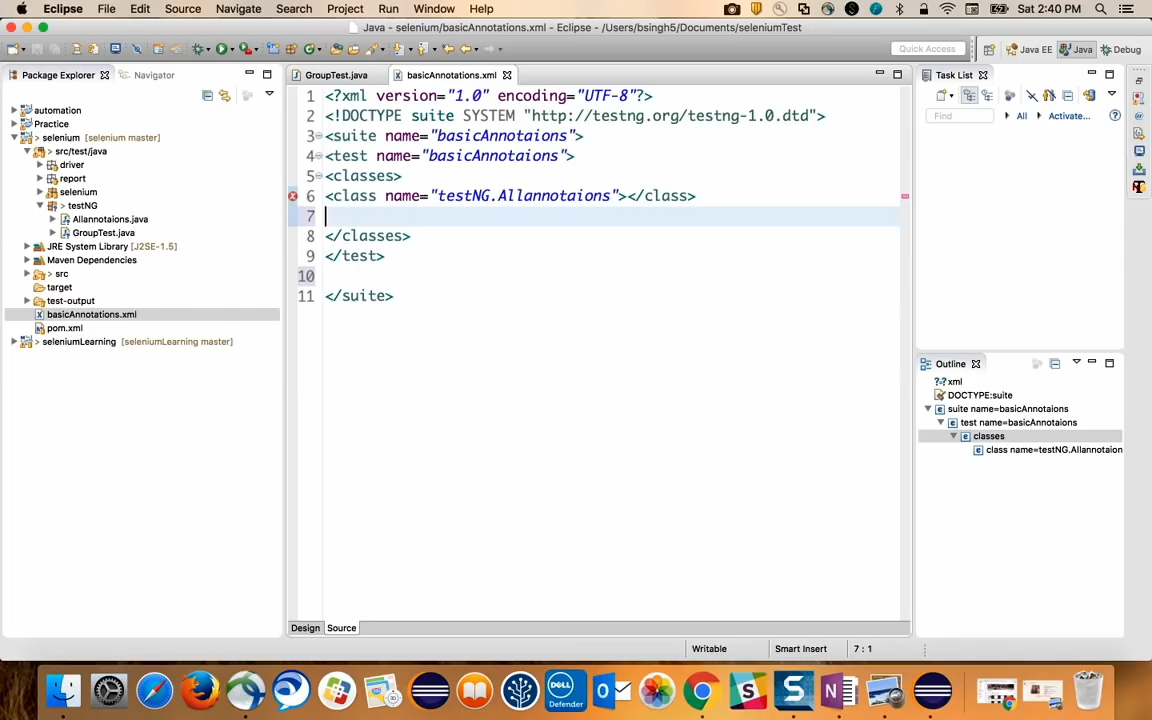 Eclipse File Edit Source Navigate Search Project Run Window Help Sat 2:40 PM
Java - selenium/basicAnnotations.xml - Eclipse - /Users/bsingh5/Documents/seleniumTest
Quick Access Java EE Java Debug
Package Explorer Navigator
automation
Practice
> selenium [selenium master]
> src/test/java
driver
report
selenium
> testNG
Allannotaions.java
GroupTest.java
JRE System Library [J2SE-1.5]
Maven Dependencies
> src
target
test-output
basicAnnotations.xml
pom.xml
> seleniumLearning [seleniumLearning master]
GroupTest.java basicAnnotations.xml
1 <?xml version="1.0" encoding="UTF-8"?>
2 <!DOCTYPE suite SYSTEM "http://testng.org/testng-1.0.dtd">
3 <suite name="basicAnnotaions">
4 <test name="basicAnnotaions">
5 <classes>
6 <class name="testNG.Allannotaions"></class>
7
8 </classes>
9 </test>
10
11 </suite>
Design Source
Task List
Find All Activate...
Outline
xml
DOCTYPE:suite
suite name=basicAnnotaions
test name=basicAnnotaions
classes
class name=testNG.Allannotaion
Writable Smart Insert 7 : 1
DELL
Defender